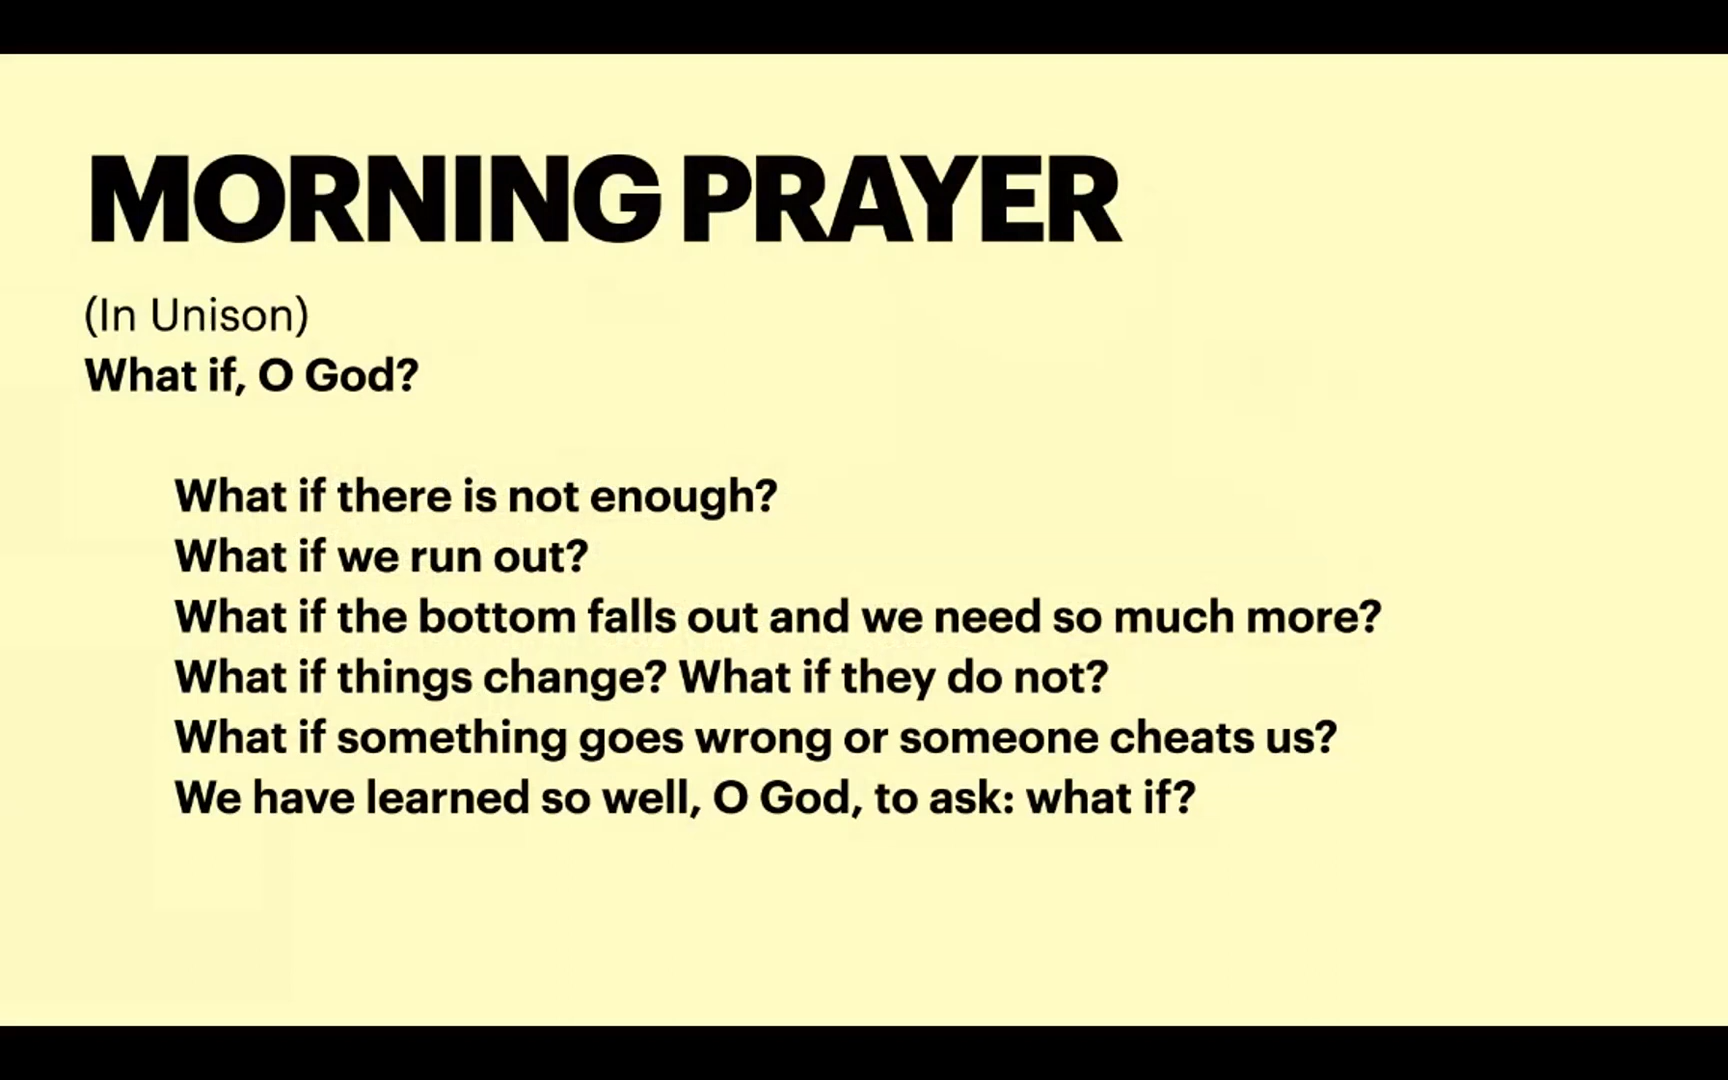 MORNING PRAYER
(In Unison)
What if, O God?
What if there is not enough?
What if we run out?
What if the bottom falls out and we need so much more?
What if things change? What if they do not?
What if something goes wrong or someone cheats us?
We have learned so well, O God, to ask: what if?